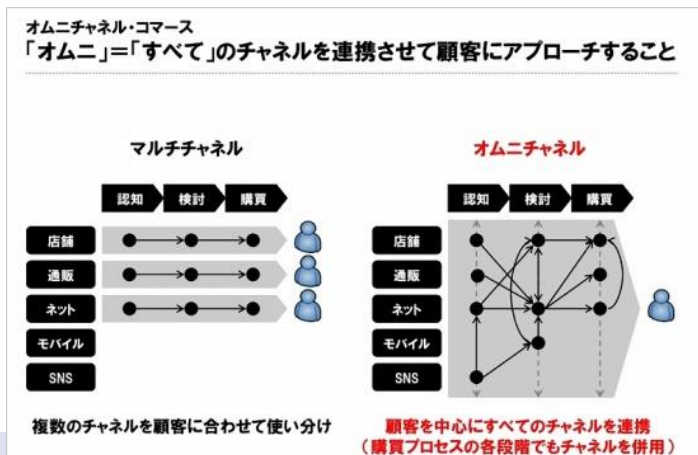 オムニチャネル・コマース
「オムニ」=「すべて」のチャネルを連携させて顧客にアプローチすること
マルチチャネル
認知 検討 購買
店舗
通販
ネット
モバイル
SNS
複数のチャネルを顧客に合わせて使い分け
オムニチャネル
認知 検討 購買
店舗
通販
ネット
モバイル
SNS
顧客を中心にすべてのチャネルを連携
(購買プロセスの各段階でもチャネルを併用)